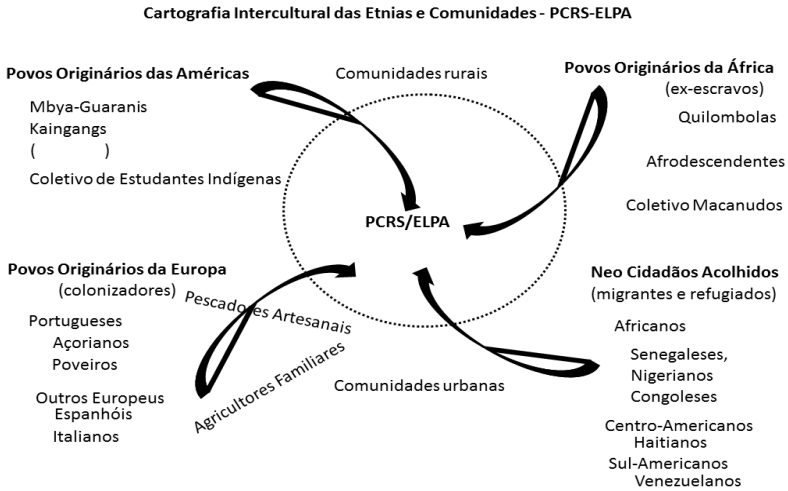 Cartografia Intercultural das Etnias e Comunidades - PCRS-ELPA
Povos Originários das Américas
Mbya-Guaranis
Kaingangs
( )
Coletivo de Estudantes Indígenas
Comunidades rurais
Povos Originários da África
(ex-escravos)
Quilombolas
Afrodescendentes
Coletivo Macanudos
PCRS/ELPA
Povos Originários da Europa
(colonizadores)
Portugueses
Açorianos
Poveiros
Outros Europeus
Espanhóis
Italianos
Pescadores Artesanais
Agricultores Familiares
Comunidades urbanas
Neo Cidadãos Acolhidos
(migrantes e refugiados)
Africanos
Senegaleses,
Nigerianos
Congoleses
Centro-Americanos
Haitianos
Sul-Americanos
Venezuelanos